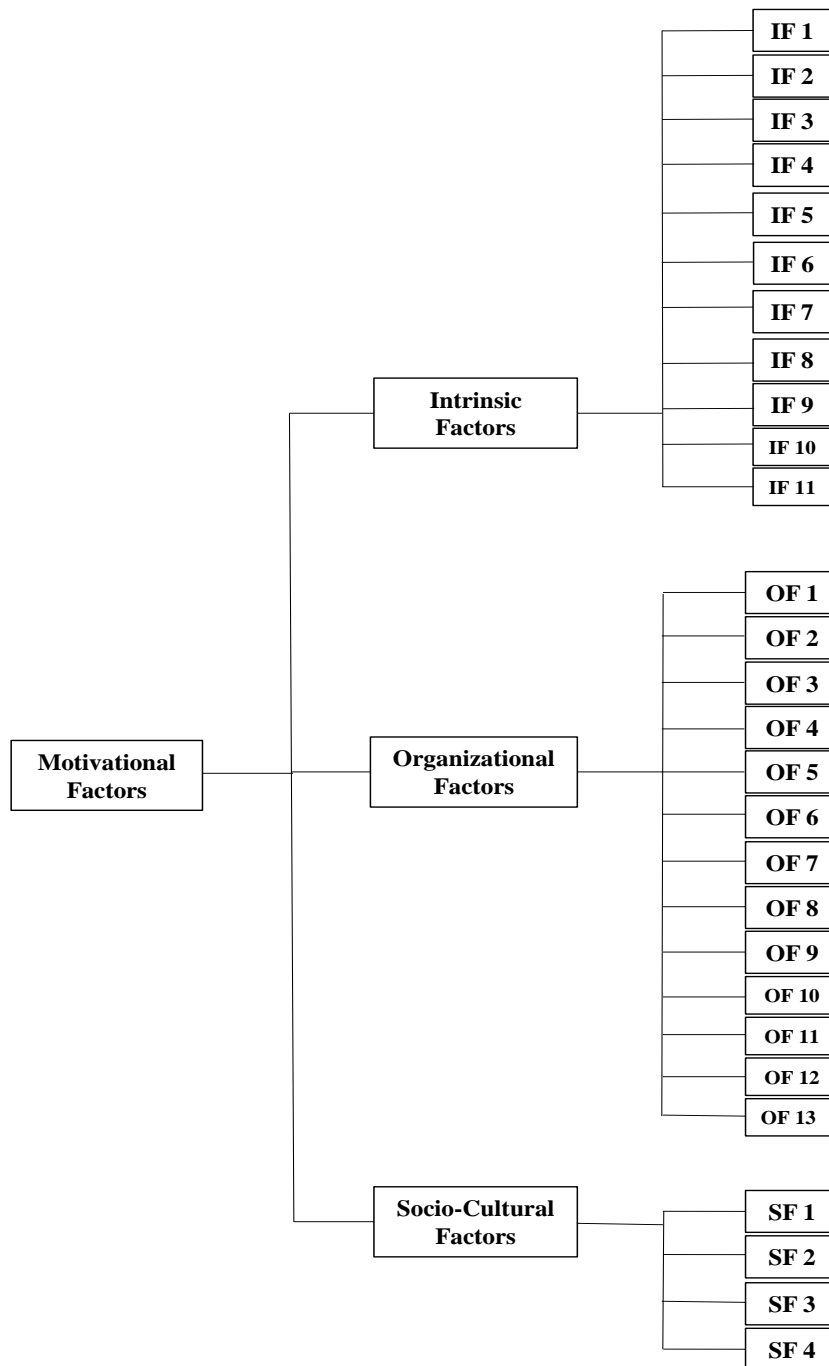 IF 1
IF 2
IF 3
IF 4
IF 5
IF 6
IF 7
IF 8
IF 9
IF 10
IF 11
Intrinsic
Factors
OF 1
OF 2
OF 3
OF 4
OF 5
OF 6
OF 7
OF 8
OF 9
OF 10
OF 11
OF 12
OF 13
Organizational
Factors
Motivational
Factors
Socio-Cultural
Factors
SF 1
SF 2
SF 3
SF 4